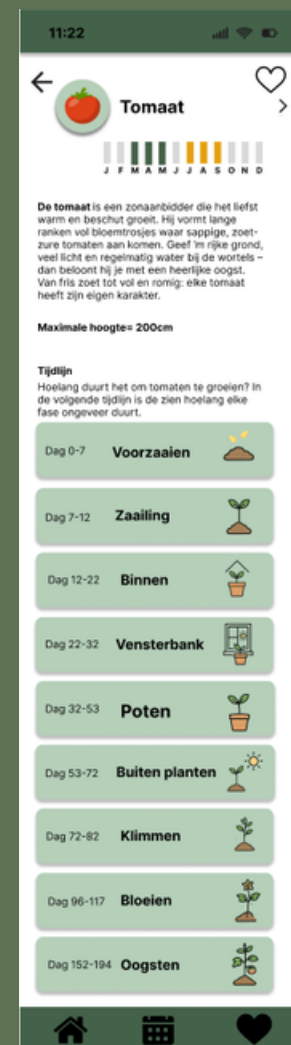 11:22
Tomaat
J F M A M J J A S O N D
De tomaat is een zonaanbidder die het liefst
warm en beschut groeit. Hij vormt lange
ranken vol bloemtrosjes waar sappige, zoet-
zure tomaten aan komen. Geef 'm rijke grond,
veel licht en regelmatig water bij de wortels –
dan beloont hij je met een heerlijke oogst.
Van fris zoet tot vol en romig: elke tomaat
heeft zijn eigen karakter.
Maximale hoogte= 200cm
Tijdlijn
Hoelang duurt het om tomaten te groeien? In
de volgende tijdlijn is de zien hoelang elke
fase ongeveer duurt.
Dag 0-7 Voorzaaien
Dag 7-12 Zaailing
Dag 12-22 Binnen
Dag 22-32 Vensterbank
Dag 32-53 Poten
Dag 53-72 Buiten planten
Dag 72-82 Klimmen
Dag 96-117 Bloeien
Dag 152-194 Oogsten